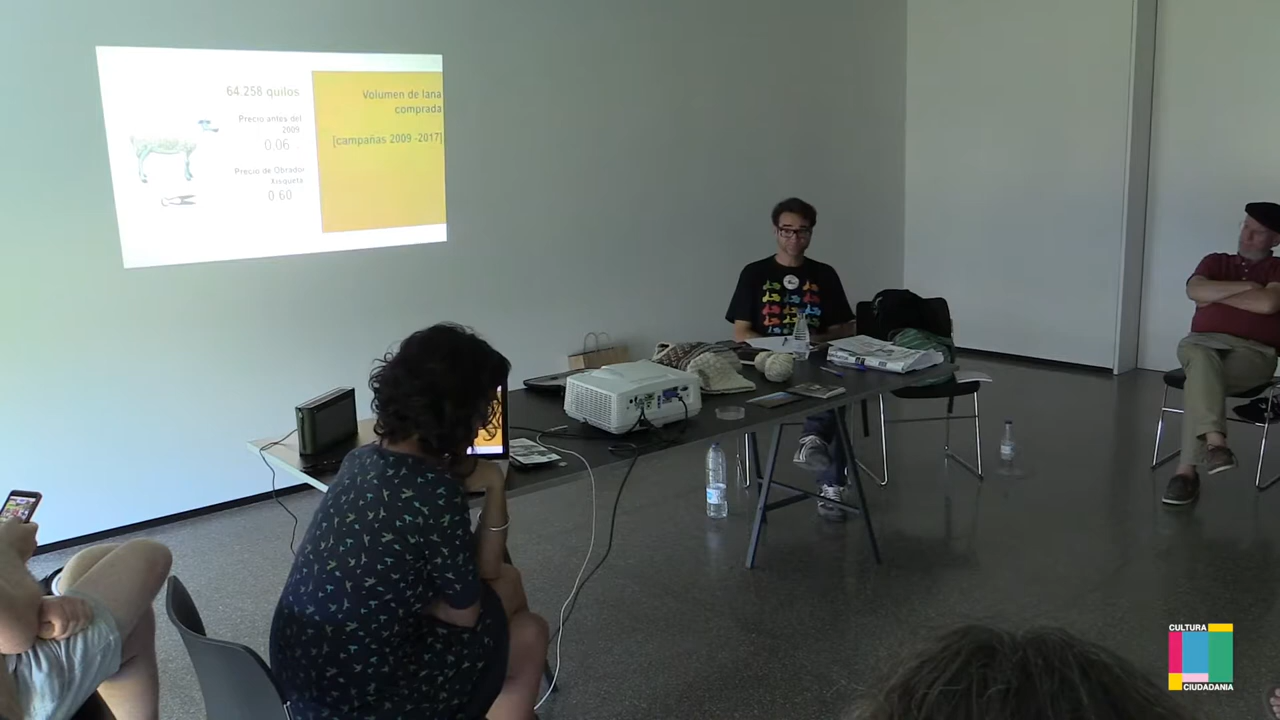 64.258 quilos
Precio antes del
2009
0.06
Precio de Obrador
Xisqueta
0.60
Volumen de lana
comprada
[campañas 2009 -2017]
CULTURA
CIUDADANIA